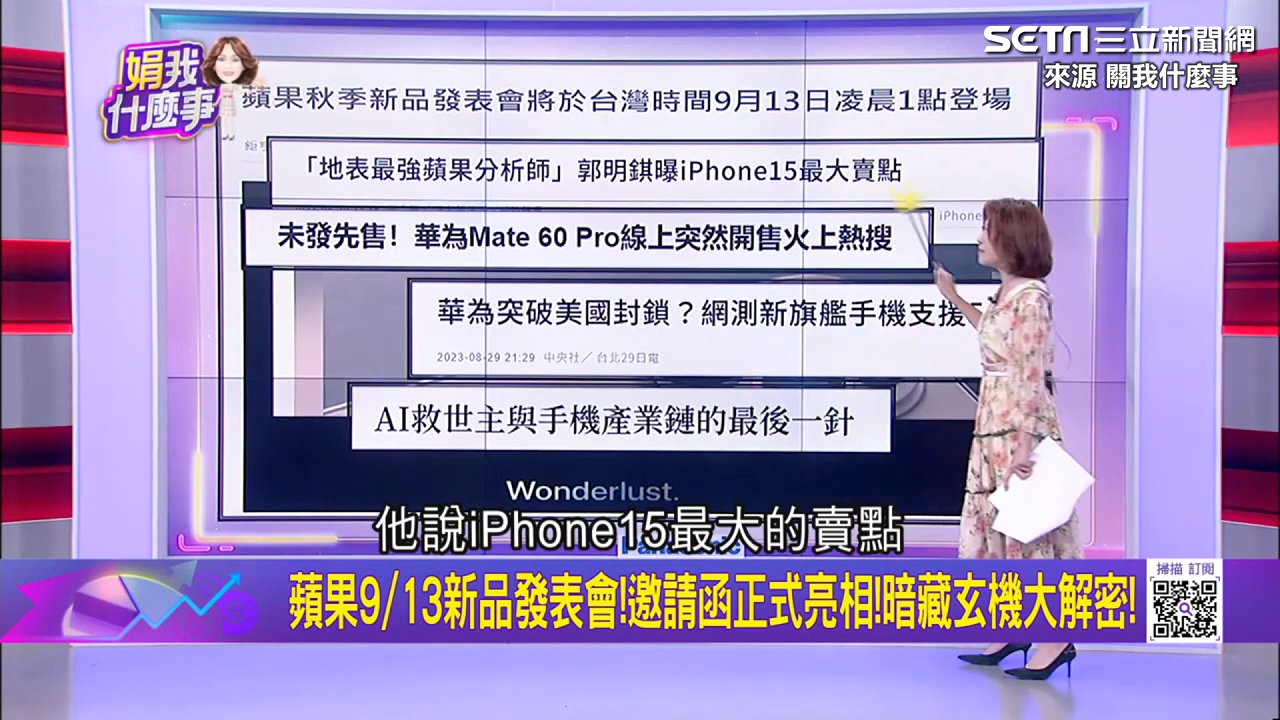 SETN三立新聞網
來源 關我什麼事
娟我
什麼事
蘋果秋季新品發表會將於台灣時間9月13日凌晨1點登場
「地表最強蘋果分析師」郭明錤曝iPhone15最大賣點
iPhone
未發先售！華為Mate 60 Pro線上突然開售火上熱搜
華為突破美國封鎖？網測新旗艦手機支援
2023-08-29 21:29 中央社／台北29日電
AI救世主與手機產業鏈的最後一針
Wonderlust.
他說iPhone15最大的賣點
掃描 訂閱
蘋果9/13新品發表會!邀請函正式亮相!暗藏玄機大解密!